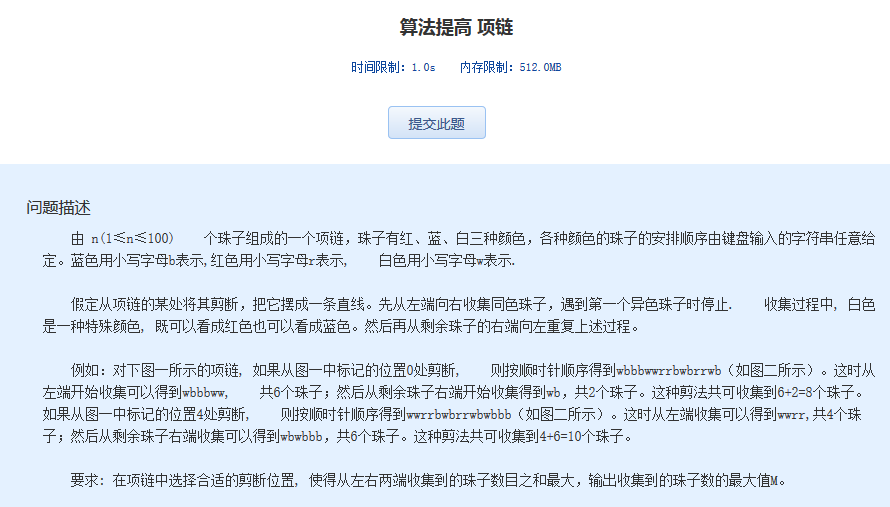 算法提高 项链
时间限制：1.0s 内存限制：512.0MB
提交此题
问题描述
由 n(1≤n≤100) 个珠子组成的一个项链，珠子有红、蓝、白三种颜色，各种颜色的珠子的安排顺序由键盘输入的字符串任意给
定。蓝色用小写字母b表示,红色用小写字母r表示, 白色用小写字母w表示.
假定从项链的某处将其剪断，把它摆成一条直线。先从左端向右收集同色珠子，遇到第一个异色珠子时停止. 收集过程中, 白色
是一种特殊颜色, 既可以看成红色也可以看成蓝色。然后再从剩余珠子的右端向左重复上述过程。
例如：对下图一所示的项链, 如果从图一中标记的位置0处剪断, 则按顺时针顺序得到wbbbwwrrbwbrrwb（如图二所示）。这时从
左端开始收集可以得到wbbbww, 共6个珠子；然后从剩余珠子右端开始收集得到wb，共2个珠子。这种剪法共可收集到6+2=8个珠子。
如果从图一中标记的位置4处剪断, 则按顺时针顺序得到wwrrbwbrrwbwbbb（如图二所示）。这时从左端收集可以得到wwrr,共4个珠
子；然后从剩余珠子右端收集可以得到wbwbbb，共6个珠子。这种剪法共可收集到4+6=10个珠子。
要求: 在项链中选择合适的剪断位置, 使得从左右两端收集到的珠子数目之和最大，输出收集到的珠子数的最大值M。